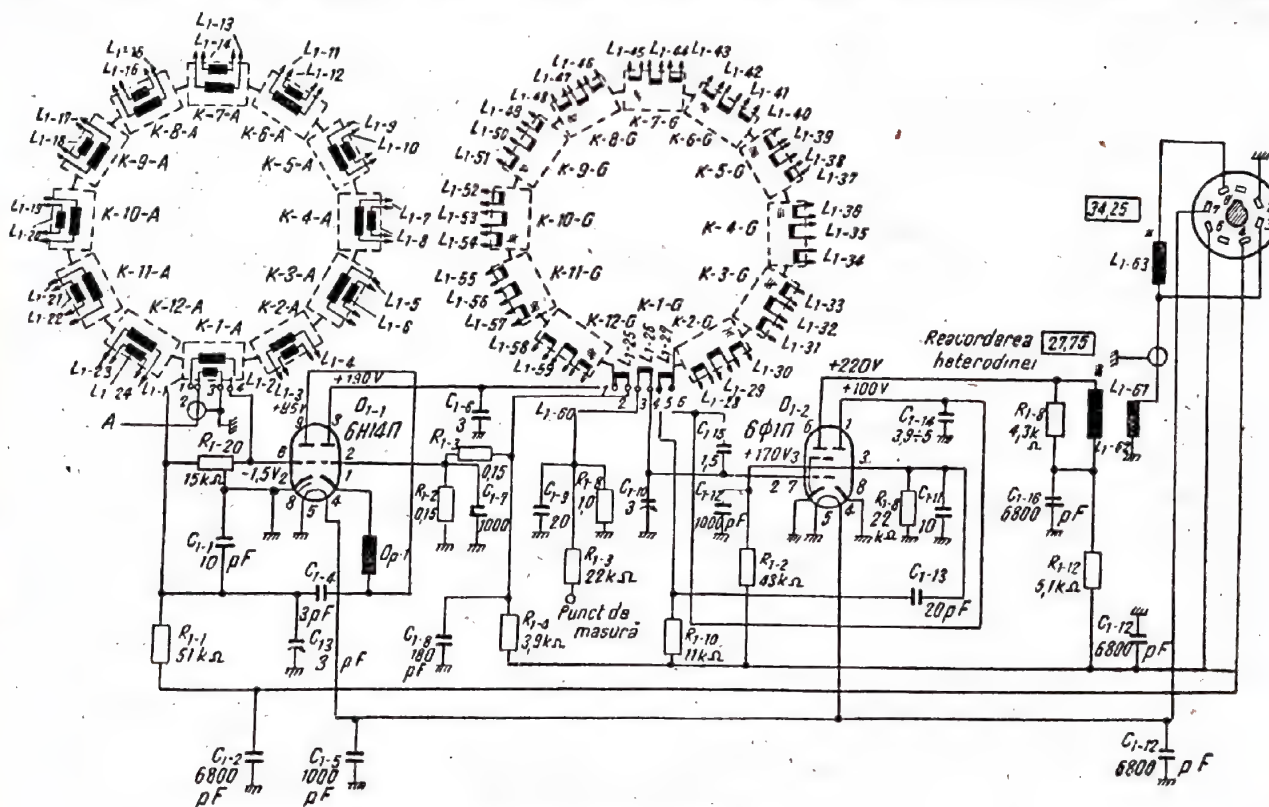 L1-13
L1-14
L1-15
L1-16
L1-11
L1-12
L1-17
L1-18
L1-9
L1-10
L1-19
L1-20
L1-7
L1-8
L1-21
L1-22
L1-5
L1-6
L1-23
L1-24
L1-1
L1-2
L1-3
L1-4
K-7-A
K-8-A
K-6-A
K-9-A
K-5-A
K-10-A
K-4-A
K-11-A
K-3-A
K-12-A
K-2-A
K-1-A
L1-45
L1-44
L1-43
L1-46
L1-47
L1-48
L1-42
L1-41
L1-40
L1-49
L1-50
L1-51
L1-39
L1-38
L1-37
L1-52
L1-53
L1-54
L1-36
L1-35
L1-34
L1-55
L1-56
L1-57
L1-33
L1-32
L1-31
L1-58
L1-59
L1-60
L1-25
L1-26
L1-29
L1-30
L1-29
L1-28
K-7-G
K-8-G
K-6-G
K-9-G
K-5-G
K-10-G
K-4-G
K-11-G
K-3-G
K-12-G
K-1-G
K-2-G
34,25
L1-63
Reacordarea
heterodinei
27,75
L1-61
L1-62
A
+190V
+85V
D1-1
6Н14П
-1,5V
R1-20
15kΩ
C1-1
10 pF
C1-4
3pF
C13
3 pF
R1-1
51kΩ
Dp-1
C1-6
3
R1-3
0,15
R1-2
0,15
C1-7
1000
C1-8
180
pF
R1-4
3,9kΩ
C1-9
20
R1-8
1,0
R1-3
22kΩ
Punct de
masură
C1-10
3
C1-15
1,5
C1-12
1000pF
R1-2
43kΩ
R1-10
11kΩ
+220V
+100V
D1-2
6Ф1П
+170V
C1-14
3,9÷5
R1-6
22
kΩ
C1-11
10
C1-13
20pF
R1-8
4,3k
Ω
C1-16
6800
pF
R1-12
5,1kΩ
C1-12
6800 pF
C1-2
6800
pF
C1-5
1000
pF
C1-12
6800 pF